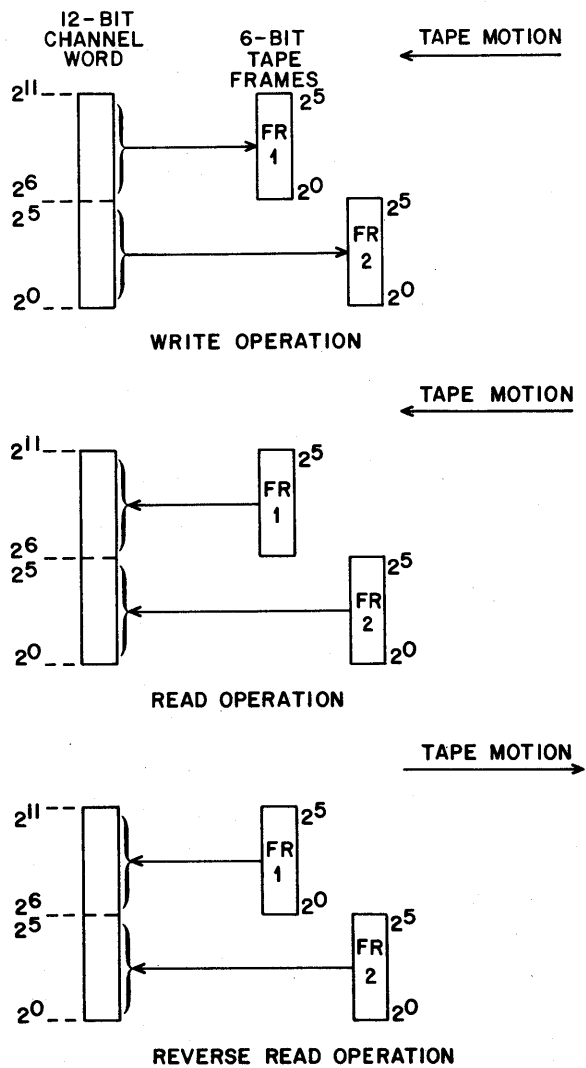 12-BIT CHANNEL WORD
6-BIT TAPE FRAMES
TAPE MOTION
2^11
2^6
2^5
2^0
FR 1
2^5
2^0
FR 2
2^5
2^0
WRITE OPERATION
TAPE MOTION
2^11
2^6
2^5
2^0
FR 1
2^5
FR 2
2^5
2^0
READ OPERATION
TAPE MOTION
2^11
2^6
2^5
2^0
FR 1
2^5
2^0
FR 2
2^5
2^0
REVERSE READ OPERATION